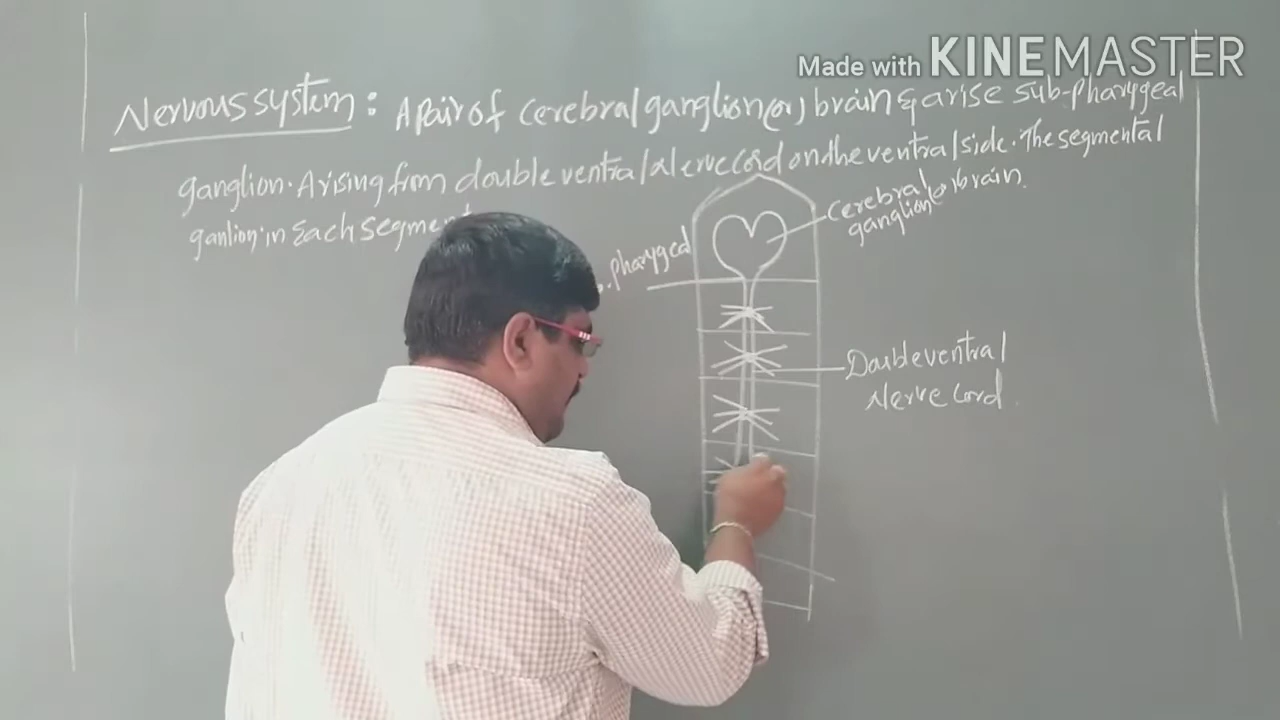 Made with KINEMASTER
Nervous system: A pair of cerebral ganglion (or) brain & arise sub-pharygeal
ganglion. Arising from double ventral Nerve cord on the ventral side. The segmental
ganlion in Each segment
cerebral
ganglion (or) brain
pharygeal
Double ventral
Nerve Cord